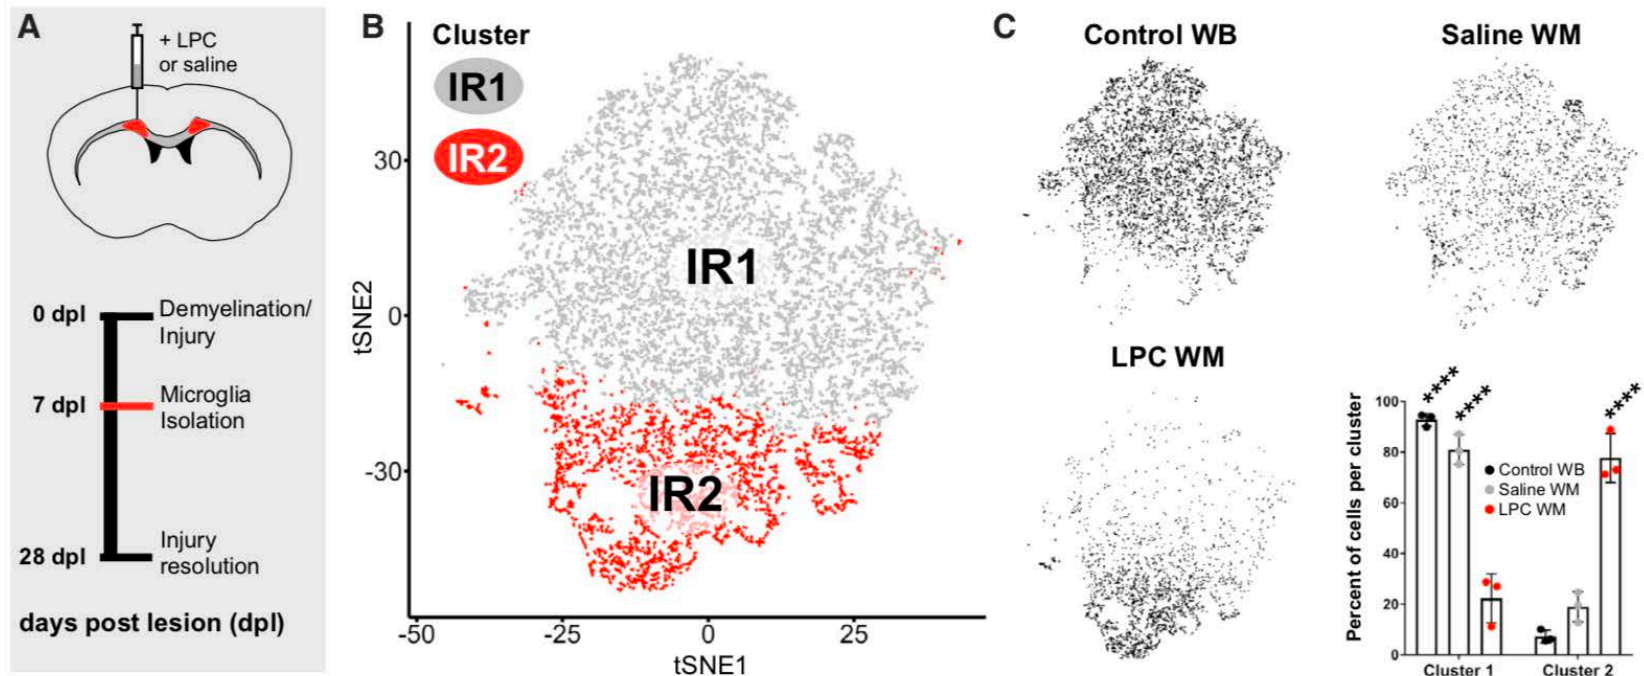 A
+ LPC
or saline
0 dpl
Demyelination/
Injury
7 dpl
Microglia
Isolation
28 dpl
Injury
resolution
days post lesion (dpl)
B
Cluster
IR1
IR2
IR1
IR2
tSNE2
30
0
-30
-50
-25
0
25
tSNE1
C
Control WB
Saline WM
LPC WM
Percent of cells per cluster
100
80
60
40
20
0
****
****
****
Control WB
Saline WM
LPC WM
Cluster 1
Cluster 2